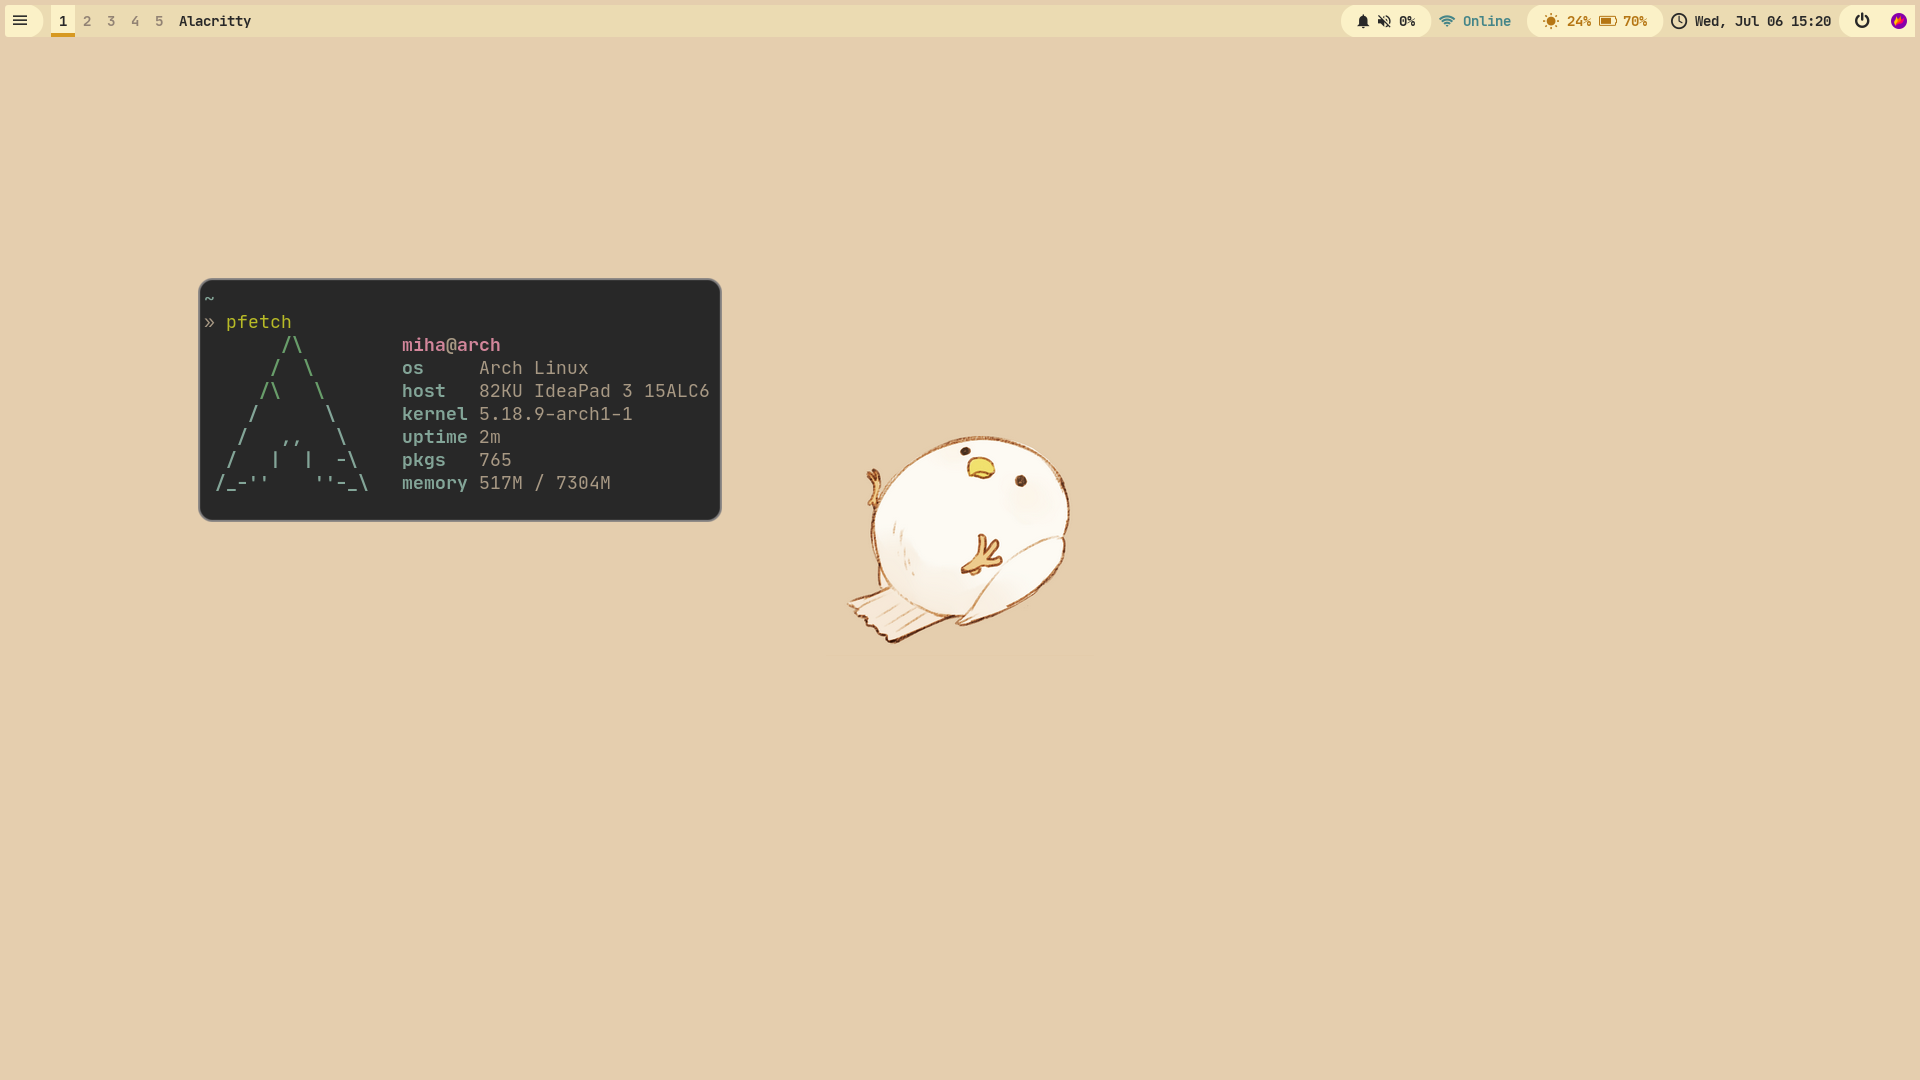 1 2 3 4 5 Alacritty 0% Online 24% 70% Wed, Jul 06 15:20
~
» pfetch
/\ miha@arch
/  \ os Arch Linux
/\   \ host 82KU IdeaPad 3 15ALC6
/      \ kernel 5.18.9-arch1-1
/   ,,   \ uptime 2m
/   |  |  -\ pkgs 765
/_-''    ''-_\ memory 517M / 7304M